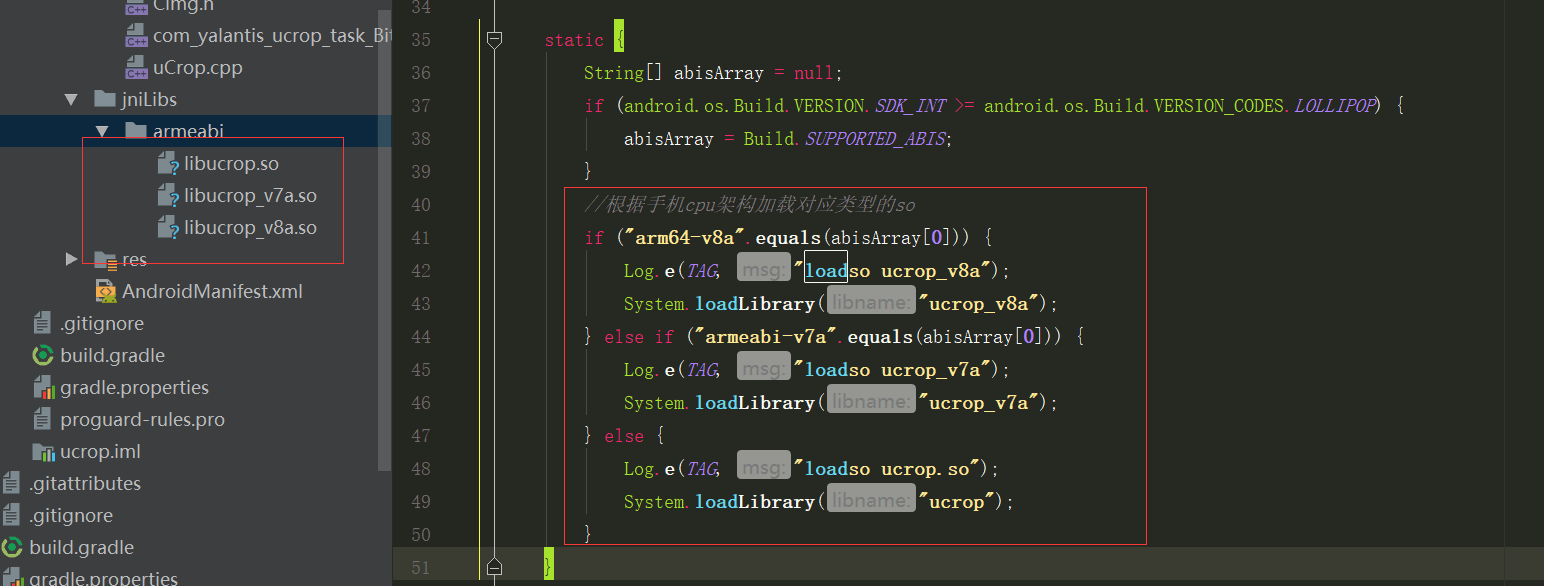 CImg.h
com_yalantis_ucrop_task_Bit
uCrop.cpp
jniLibs
armeabi
libucrop.so
libucrop_v7a.so
libucrop_v8a.so
res
AndroidManifest.xml
.gitignore
build.gradle
gradle.properties
proguard-rules.pro
ucrop.iml
.gitattributes
.gitignore
build.gradle
gradle.properties
34
35 static {
36 String[] abisArray = null;
37 if (android.os.Build.VERSION.SDK_INT >= android.os.Build.VERSION_CODES.LOLLIPOP) {
38 abisArray = Build.SUPPORTED_ABIS;
39 }
40 //根据手机cpu架构加载对应类型的so
41 if ("arm64-v8a".equals(abisArray[0])) {
42 Log.e(TAG, msg: "loadso ucrop_v8a");
43 System.loadLibrary( libname: "ucrop_v8a");
44 } else if ("armeabi-v7a".equals(abisArray[0])) {
45 Log.e(TAG, msg: "loadso ucrop_v7a");
46 System.loadLibrary( libname: "ucrop_v7a");
47 } else {
48 Log.e(TAG, msg: "loadso ucrop.so");
49 System.loadLibrary( libname: "ucrop");
50 }
51 }